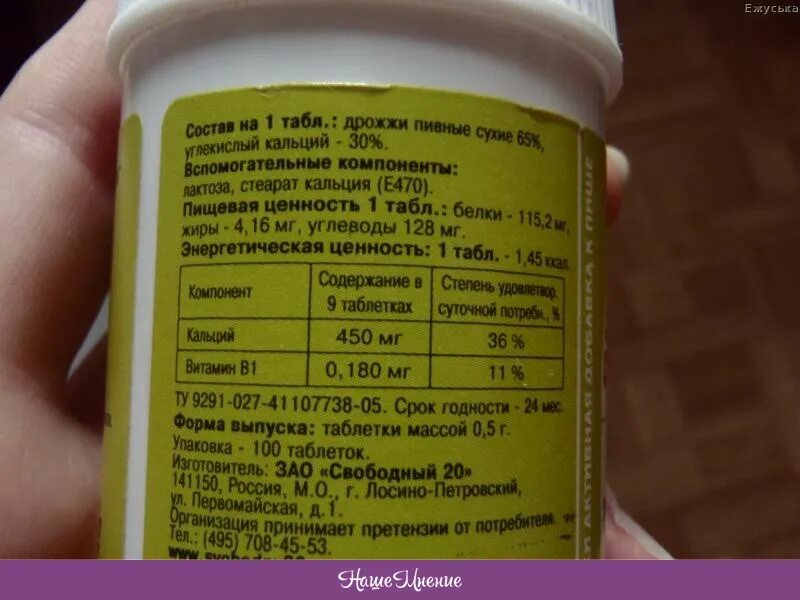 Ежуська
Состав на 1 табл.: дрожжи пивные сухие 65%,
углекислый кальций - 30%.
Вспомогательные компоненты:
лактоза, стеарат кальция (Е470).
Пищевая ценность 1 табл.: белки - 115,2 мг,
жиры - 4,16 мг, углеводы 128 мг.
Энергетическая ценность: 1 табл. - 1,45 ккал.
Компонент
Содержание в
9 таблетках
Степень удовлетвор.
суточной потребн., %
Кальций 450 мг 36 %
Витамин В1 0,180 мг 11 %
ТУ 9291-027-41107738-05. Срок годности - 24 мес.
Форма выпуска: таблетки массой 0,5 г.
Упаковка - 100 таблеток.
Изготовитель: ЗАО «Свободный 20»
141150, Россия, М.О., г. Лосино-Петровский,
ул. Первомайская, д.1.
Организация принимает претензии от потребителя.
Тел.: (495) 708-45-53.
АКТИВНАЯ ДОБАВКА К ПИЩЕ
НашеМнение